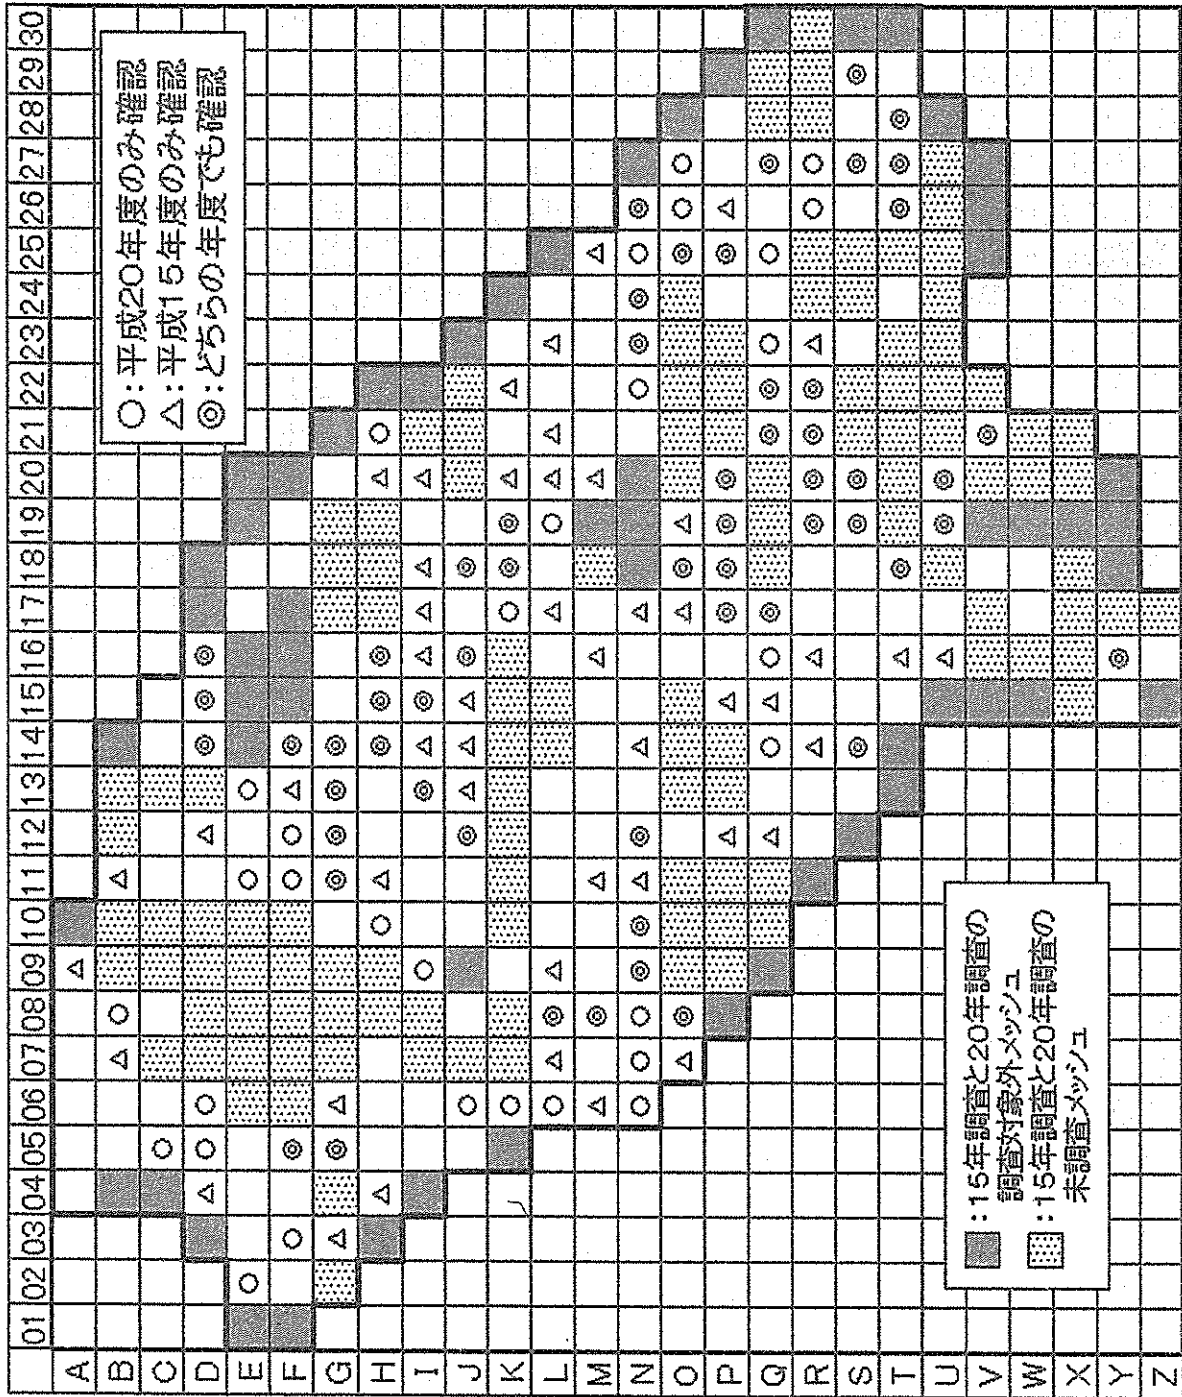 01 02 03 04 05 06 07 08 09 10 11 12 13 14 15 16 17 18 19 20 21 22 23 24 25 26 27 28 29 30
A
B
C
D
E
F
G
H
I
J
K
L
M
N
O
P
Q
R
S
T
U
V
W
X
Y
Z
○:平成20年度のみ確認
△:平成15年度のみ確認
◎:どちらの年度でも確認
:15年調査と20年調査の
調査対象外メッシュ
:15年調査と20年調査の
未調査メッシュ